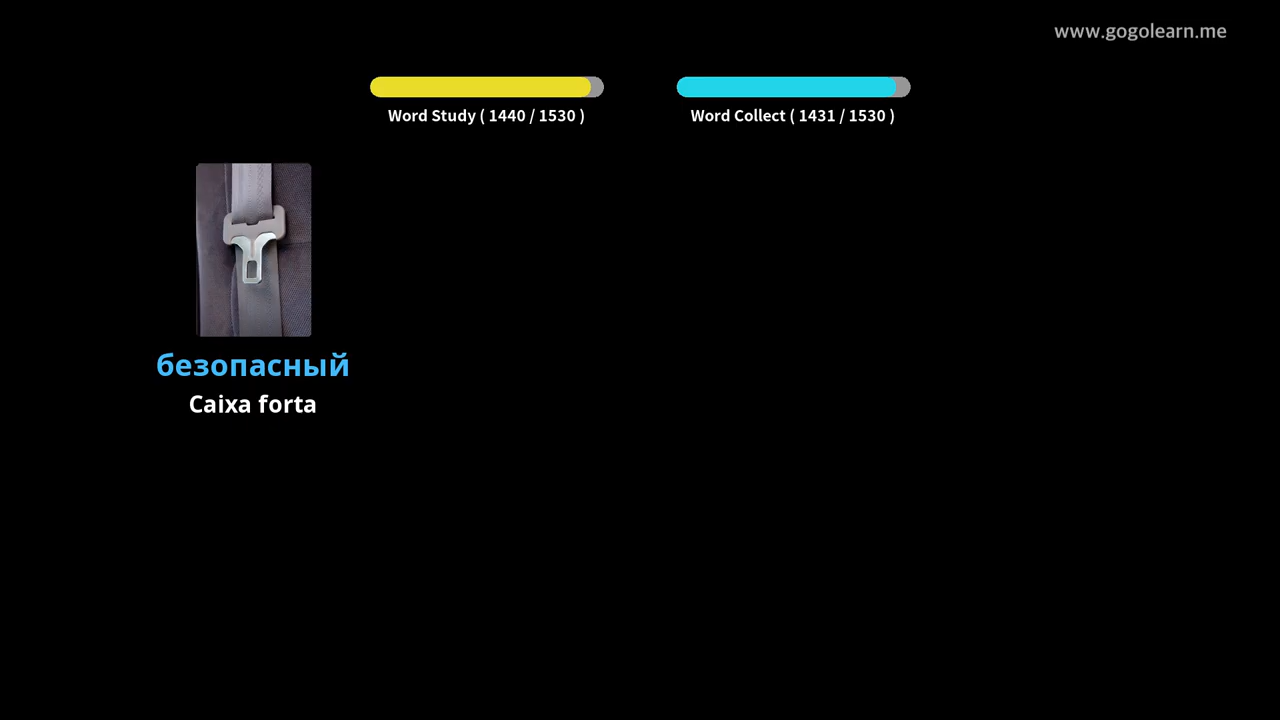 www.gogolearn.me
Word Study ( 1440 / 1530 )
Word Collect ( 1431 / 1530 )
безопасный
Caixa forta